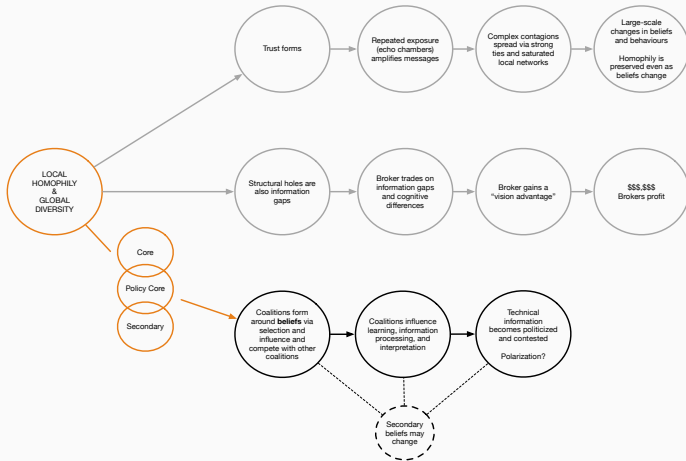 Trust forms
Repeated exposure
(echo chambers)
amplifies messages
Complex contagions
spread via strong
ties and saturated
local networks
Large-scale
changes in beliefs
and behaviours
Homophily is
preserved even as
beliefs change
LOCAL
HOMOPHILY
&
GLOBAL
DIVERSITY
Structural holes are
also information
gaps
Broker trades on
information gaps
and cognitive
differences
Broker gains a
“vision advantage”
$$$,$$$
Brokers profit
Core
Policy Core
Secondary
Coalitions form
around beliefs via
selection and
influence and
compete with other
coalitions
Coalitions influence
learning, information
processing, and
interpretation
Technical
information
becomes politicized
and contested
Polarization?
Secondary
beliefs may
change